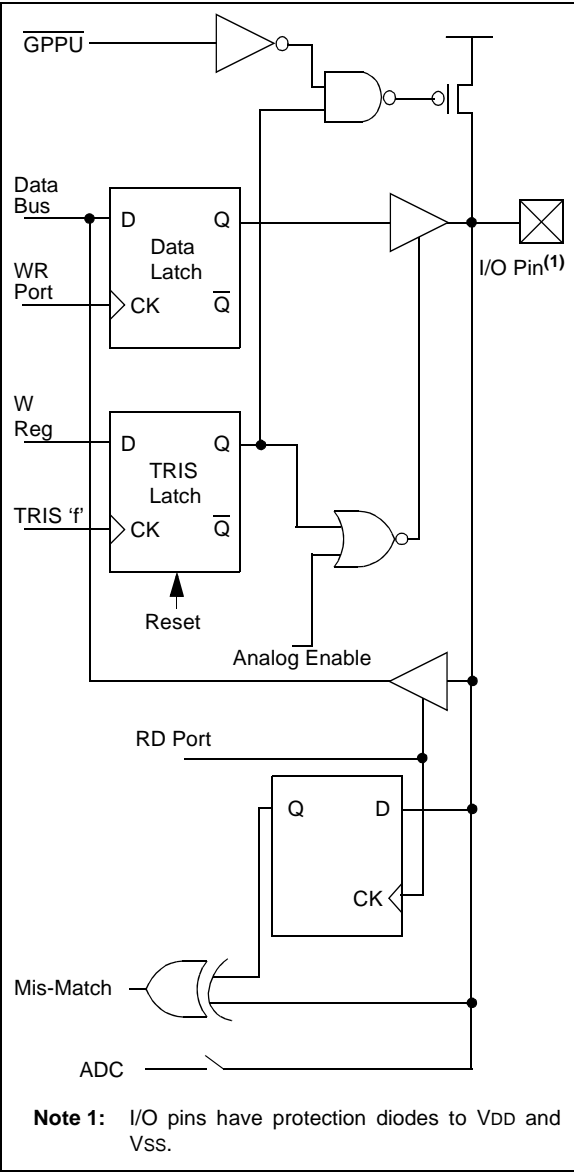 G̅P̅P̅U̅
Data
Bus
D
Q
Data
Latch
WR
Port
CK
Q̅
I/O Pin(1)
W
Reg
D
Q
TRIS
Latch
TRIS 'f'
CK
Q̅
Reset
Analog Enable
RD Port
Q
D
CK
Mis-Match
ADC
Note 1: I/O pins have protection diodes to VDD and
VSS.